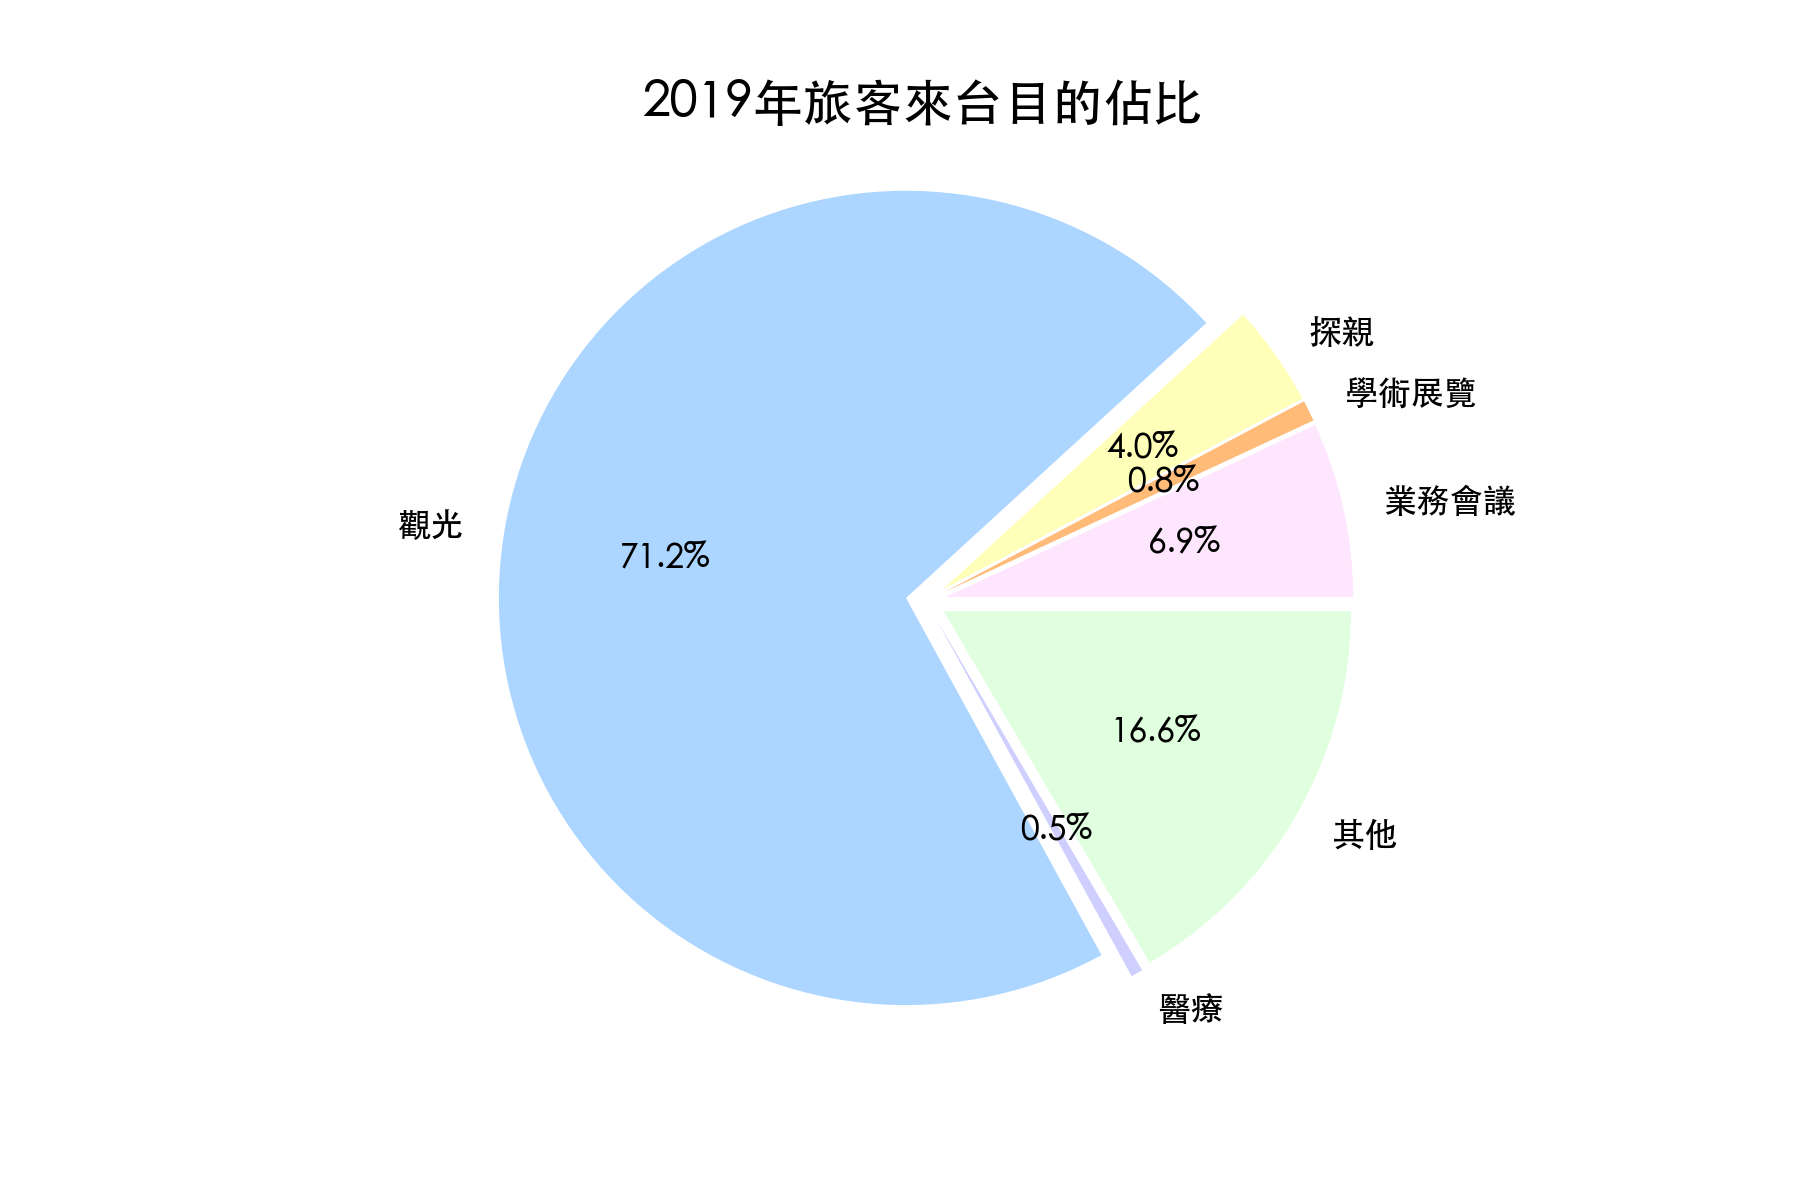 2019年旅客來台目的佔比
探親
4.0%
學術展覽
0.8%
業務會議
6.9%
觀光
71.2%
16.6%
其他
0.5%
醫療